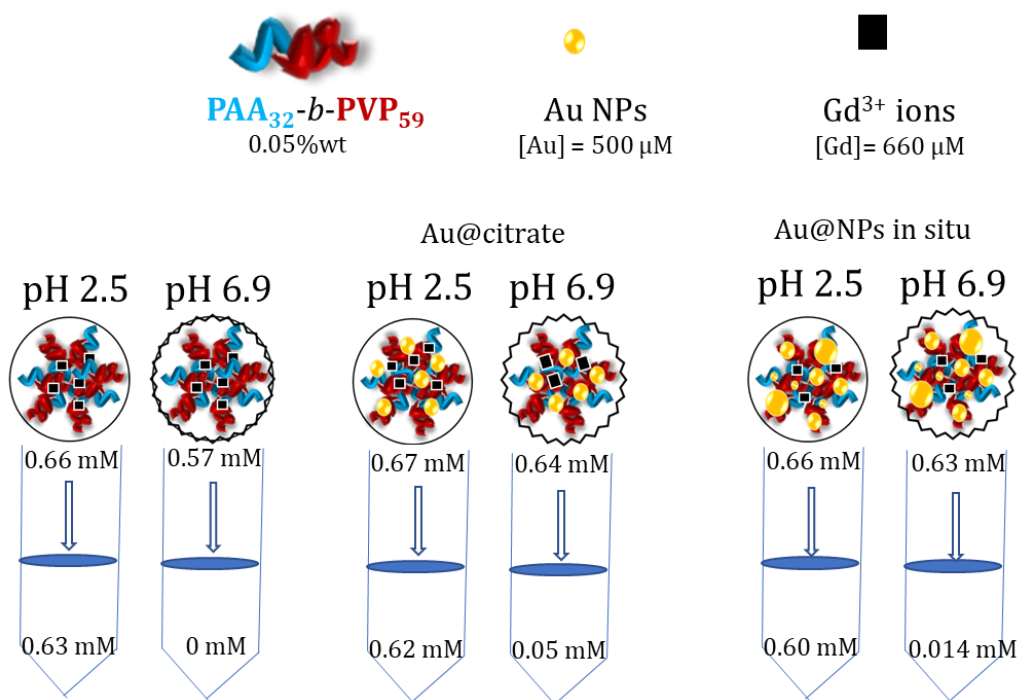 PAA₃₂-b-PVP₅₉
0.05%wt
Au NPs
[Au] = 500 μM
Gd³⁺ ions
[Gd]= 660 μM
Au@citrate
Au@NPs in situ
pH 2.5
pH 6.9
pH 2.5
pH 6.9
pH 2.5
pH 6.9
0.66 mM
0.57 mM
0.67 mM
0.64 mM
0.66 mM
0.63 mM
0.63 mM
0 mM
0.62 mM
0.05 mM
0.60 mM
0.014 mM